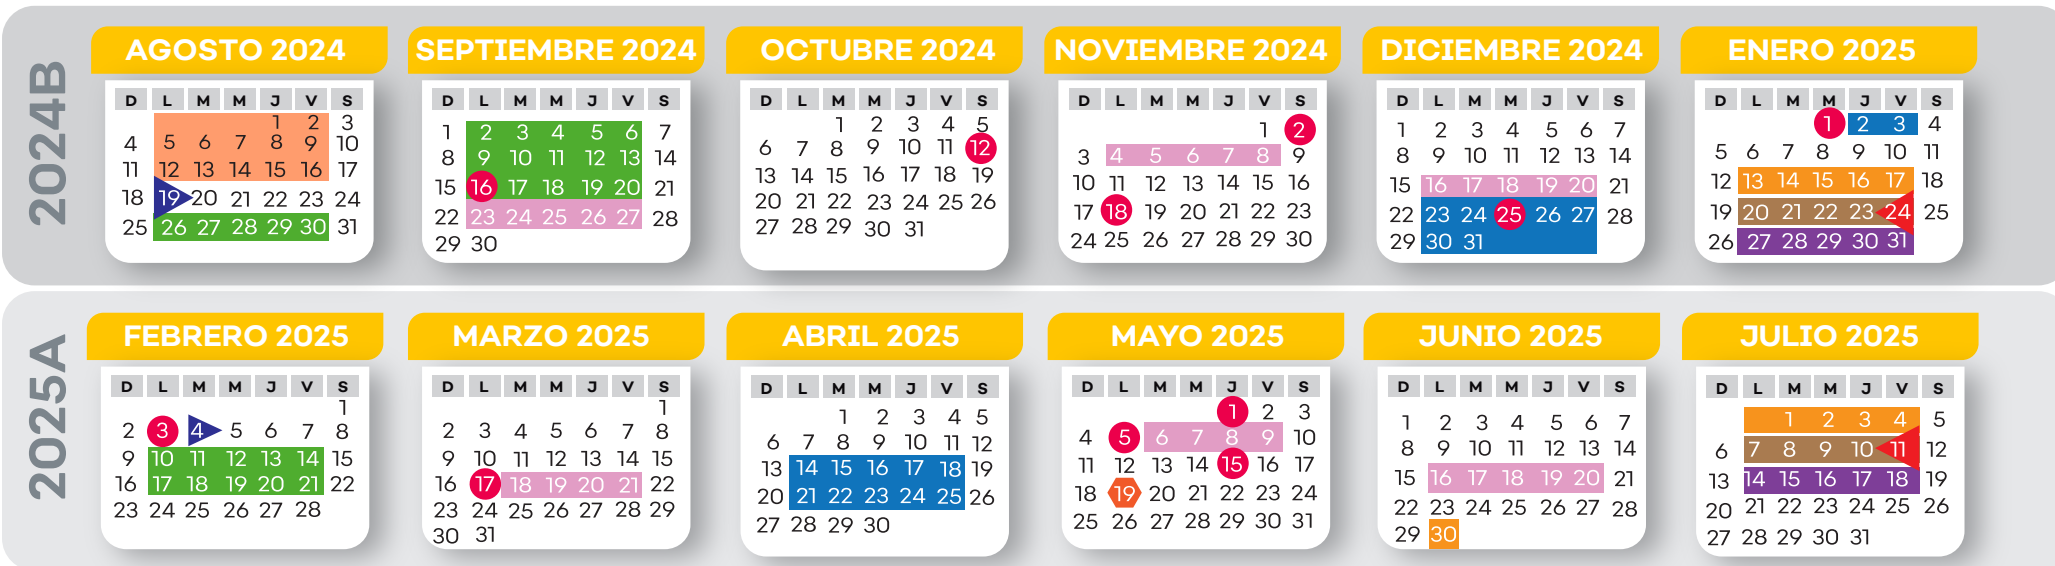 2024B
AGOSTO 2024
D L M M J V S
1 2 3
4 5 6 7 8 9 10
11 12 13 14 15 16 17
18 19 20 21 22 23 24
25 26 27 28 29 30 31
SEPTIEMBRE 2024
D L M M J V S
1 2 3 4 5 6 7
8 9 10 11 12 13 14
15 16 17 18 19 20 21
22 23 24 25 26 27 28
29 30
OCTUBRE 2024
D L M M J V S
1 2 3 4 5
6 7 8 9 10 11 12
13 14 15 16 17 18 19
20 21 22 23 24 25 26
27 28 29 30 31
NOVIEMBRE 2024
D L M M J V S
1 2
3 4 5 6 7 8 9
10 11 12 13 14 15 16
17 18 19 20 21 22 23
24 25 26 27 28 29 30
DICIEMBRE 2024
D L M M J V S
1 2 3 4 5 6 7
8 9 10 11 12 13 14
15 16 17 18 19 20 21
22 23 24 25 26 27 28
29 30 31
ENERO 2025
D L M M J V S
1 2 3 4
5 6 7 8 9 10 11
12 13 14 15 16 17 18
19 20 21 22 23 24 25
26 27 28 29 30 31
2025A
FEBRERO 2025
D L M M J V S
1
2 3 4 5 6 7 8
9 10 11 12 13 14 15
16 17 18 19 20 21 22
23 24 25 26 27 28
MARZO 2025
D L M M J V S
1
2 3 4 5 6 7 8
9 10 11 12 13 14 15
16 17 18 19 20 21 22
23 24 25 26 27 28 29
30 31
ABRIL 2025
D L M M J V S
1 2 3 4 5
6 7 8 9 10 11 12
13 14 15 16 17 18 19
20 21 22 23 24 25 26
27 28 29 30
MAYO 2025
D L M M J V S
1 2 3
4 5 6 7 8 9 10
11 12 13 14 15 16 17
18 19 20 21 22 23 24
25 26 27 28 29 30 31
JUNIO 2025
D L M M J V S
1 2 3 4 5 6 7
8 9 10 11 12 13 14
15 16 17 18 19 20 21
22 23 24 25 26 27 28
29 30
JULIO 2025
D L M M J V S
1 2 3 4 5
6 7 8 9 10 11 12
13 14 15 16 17 18 19
20 21 22 23 24 25 26
27 28 29 30 31